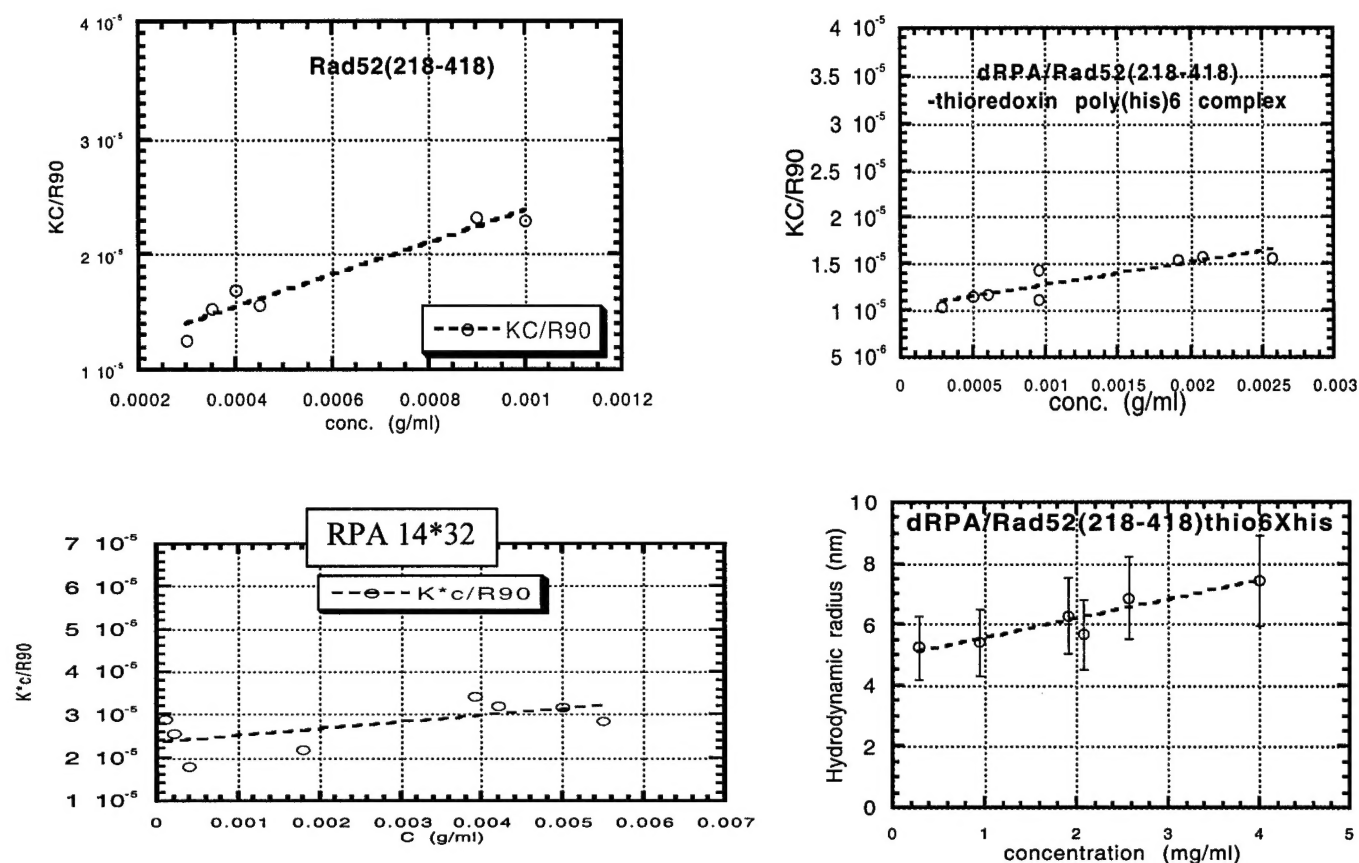 4 10⁻⁵
Rad52(218-418)
3 10⁻⁵
KC/R90
2 10⁻⁵
KC/R90
1 10⁻⁵
0.0002 0.0004 0.0006 0.0008 0.001 0.0012
conc. (g/ml)
4 10⁻⁵
dRPA/Rad52(218-418)
3.5 10⁻⁵
-thioredoxin poly(his)6 complex
3 10⁻⁵
2.5 10⁻⁵
KC/R90
2 10⁻⁵
1.5 10⁻⁵
1 10⁻⁵
5 10⁻⁶
0 0.0005 0.001 0.0015 0.002 0.0025 0.003
conc. (g/ml)
RPA 14*32
7 10⁻⁵
K*c/R90
6 10⁻⁵
5 10⁻⁵
4 10⁻⁵
K*c/R90
3 10⁻⁵
2 10⁻⁵
1 10⁻⁵
0 0.001 0.002 0.003 0.004 0.005 0.006 0.007
C (g/ml)
10
dRPA/Rad52(218-418)thio6Xhis
8
6
Hydrodynamic radius (nm)
4
2
0
0 1 2 3 4 5
concentration (mg/ml)